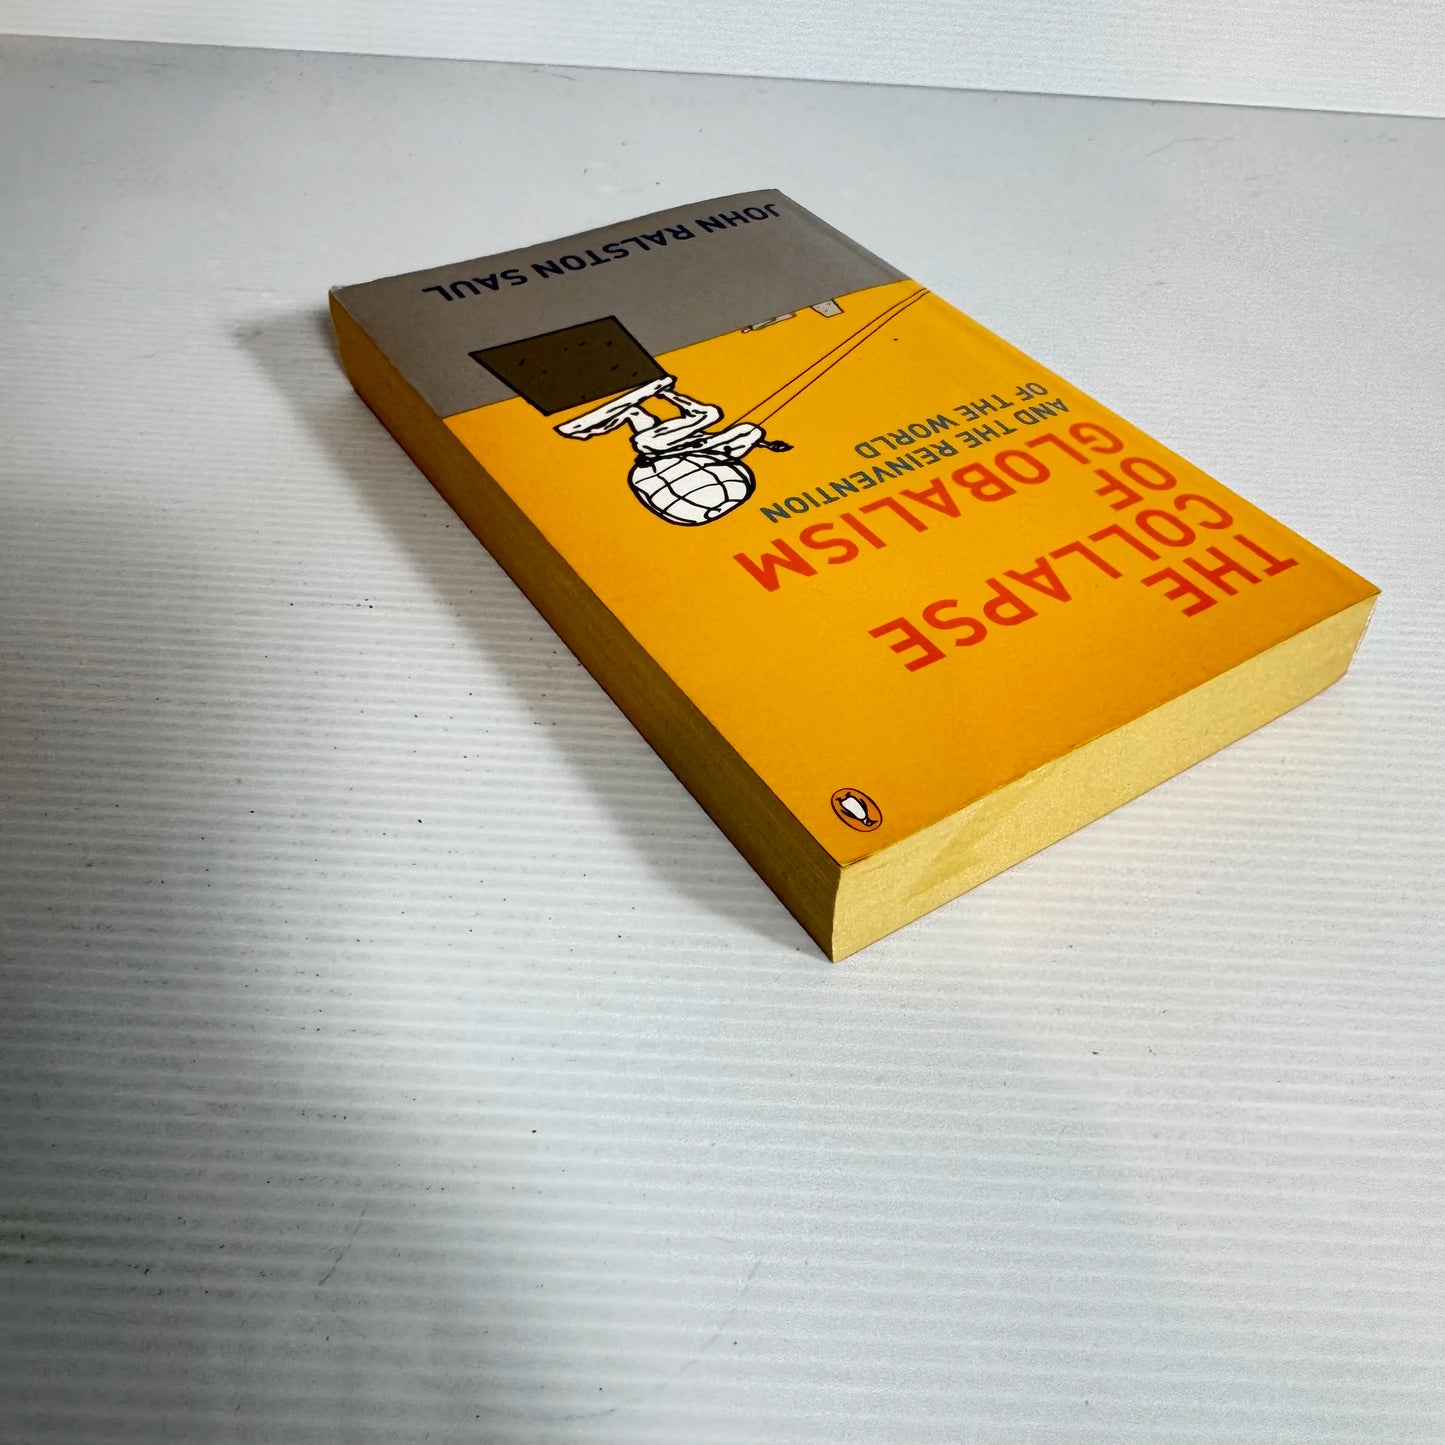 THE
COLLAPSE
OF
GLOBALISM
AND THE REINVENTION
OF THE WORLD
JOHN RALSTON SAUL